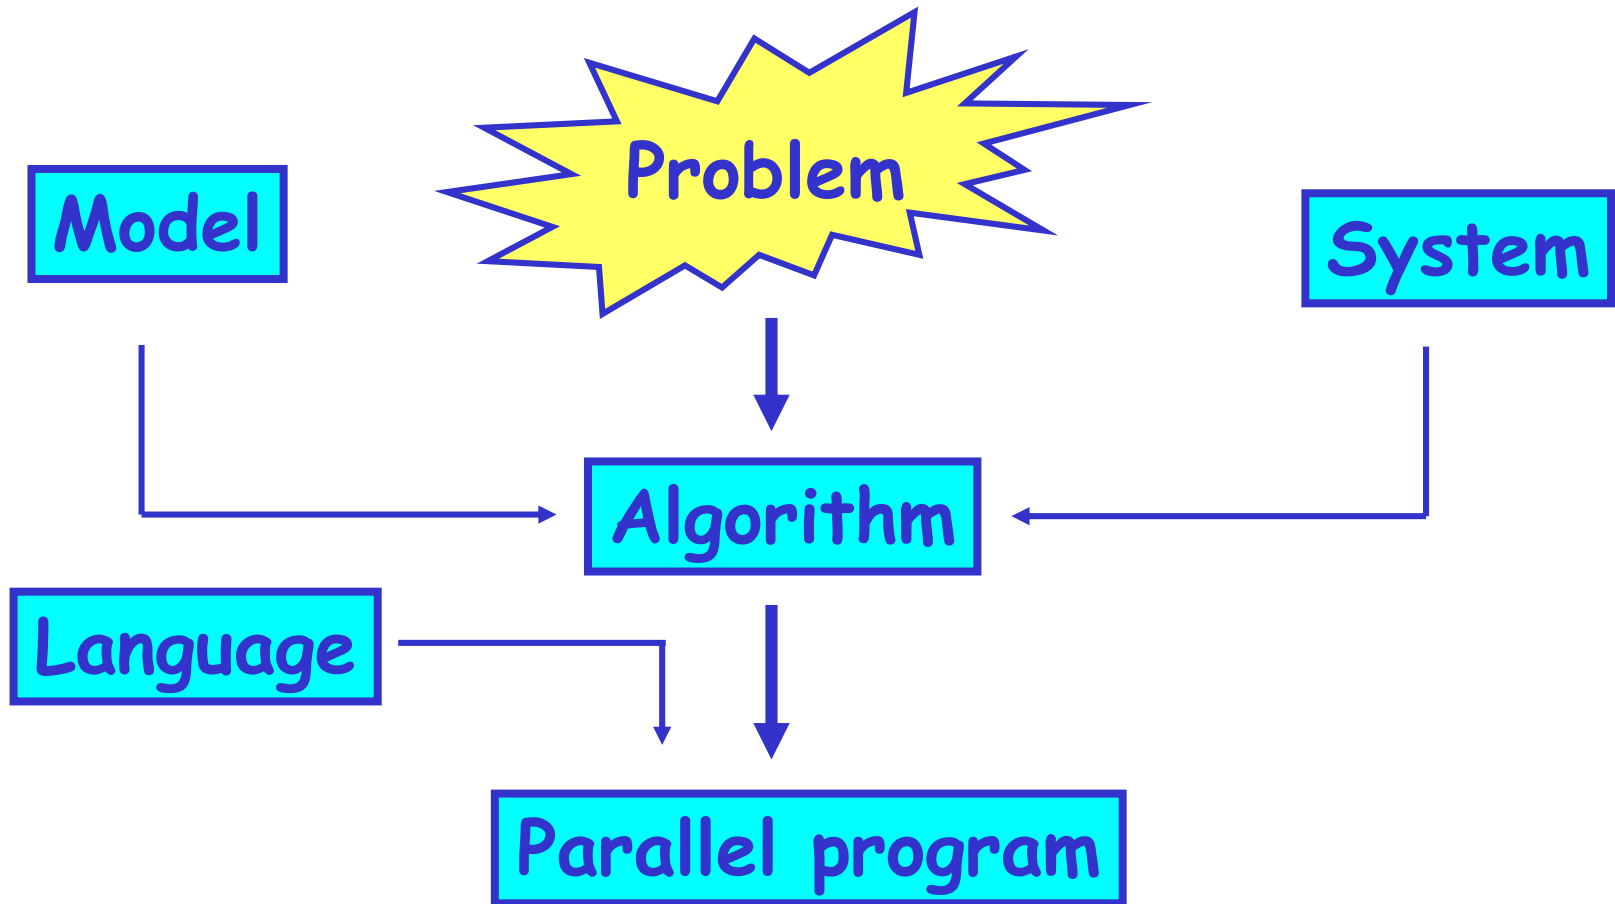 Problem
Model
System
Algorithm
Language
Parallel program